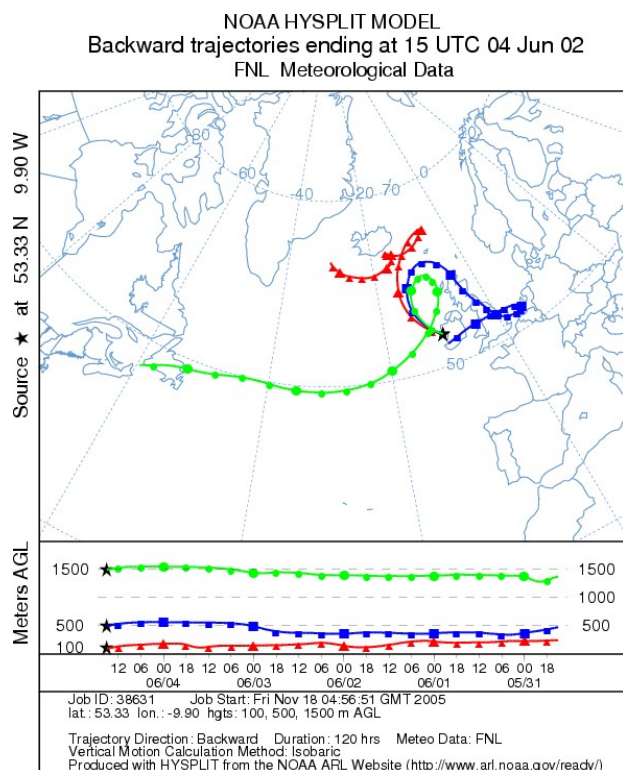 NOAA HYSPLIT MODEL
Backward trajectories ending at 15 UTC 04 Jun 02
FNL Meteorological Data
Source ★ at 53.33 N 9.90 W
80
60
40
20
70
0
20
50
Meters AGL
1500
1500
1000
500
500
100
12 06 00 18 12 06 00 18 12 06 00 18 12 06 00 18 12 06 00 18
06/04 06/03 06/02 06/01 05/31
Job ID: 38631 Job Start: Fri Nov 18 04:56:51 GMT 2005
lat.: 53.33 lon.: -9.90 hgts: 100, 500, 1500 m AGL
Trajectory Direction: Backward Duration: 120 hrs Meteo Data: FNL
Vertical Motion Calculation Method: Isobaric
Produced with HYSPLIT from the NOAA ARL Website (http://www.arl.noaa.gov/ready/)